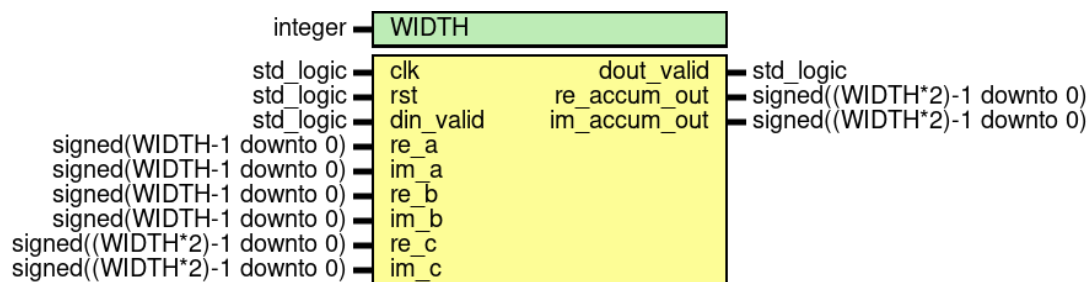 integer WIDTH
std_logic clk dout_valid std_logic
std_logic rst re_accum_out signed((WIDTH*2)-1 downto 0)
std_logic din_valid im_accum_out signed((WIDTH*2)-1 downto 0)
signed(WIDTH-1 downto 0) re_a
signed(WIDTH-1 downto 0) im_a
signed(WIDTH-1 downto 0) re_b
signed(WIDTH-1 downto 0) im_b
signed((WIDTH*2)-1 downto 0) re_c
signed((WIDTH*2)-1 downto 0) im_c